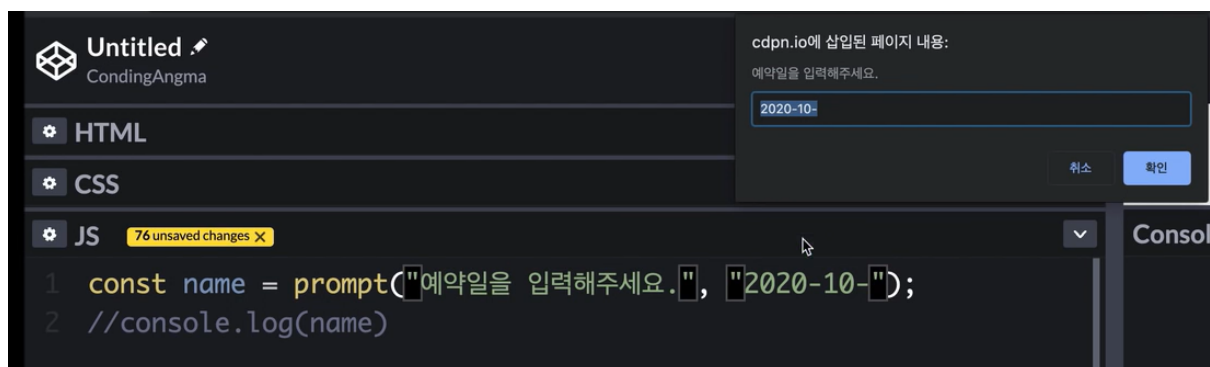 Untitled
CondingAngma
cdpn.io에 삽입된 페이지 내용:
예약일을 입력해주세요.
2020-10-
취소
확인
HTML
CSS
JS
76 unsaved changes X
Consol
1 const name = prompt("예약일을 입력해주세요.", "2020-10-");
2 //console.log(name)